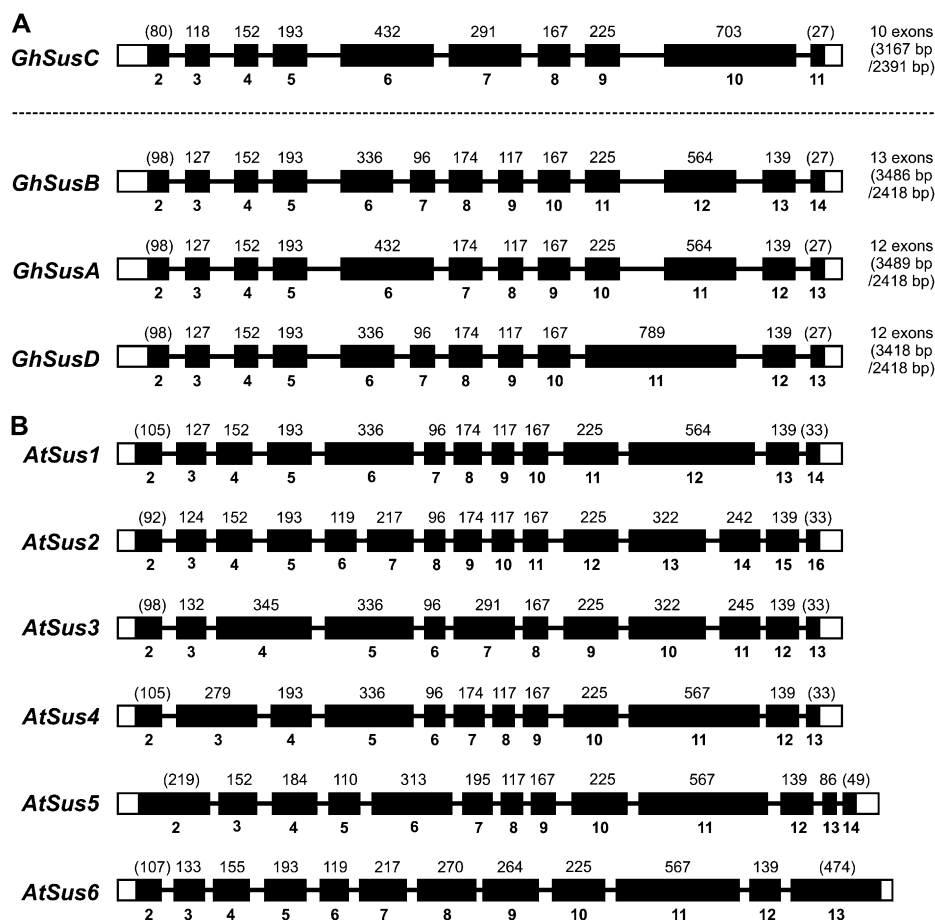 A
(80) 118 152 193 432 291 167 225 703 (27) 10 exons
GhSusC (3167 bp
/2391 bp)
2 3 4 5 6 7 8 9 10 11
(98) 127 152 193 336 96 174 117 167 225 564 139 (27) 13 exons
GhSusB (3486 bp
/2418 bp)
2 3 4 5 6 7 8 9 10 11 12 13 14
(98) 127 152 193 432 174 117 167 225 564 139 (27) 12 exons
GhSusA (3489 bp
/2418 bp)
2 3 4 5 6 7 8 9 10 11 12 13
(98) 127 152 193 336 96 174 117 167 789 139 (27) 12 exons
GhSusD (3418 bp
/2418 bp)
2 3 4 5 6 7 8 9 10 11 12 13
B
(105) 127 152 193 336 96 174 117 167 225 564 139 (33)
AtSus1
2 3 4 5 6 7 8 9 10 11 12 13 14
(92) 124 152 193 119 217 96 174 117 167 225 322 242 139 (33)
AtSus2
2 3 4 5 6 7 8 9 10 11 12 13 14 15 16
(98) 132 345 336 96 291 167 225 322 245 139 (33)
AtSus3
2 3 4 5 6 7 8 9 10 11 12 13
(105) 279 193 336 96 174 117 167 225 567 139 (33)
AtSus4
2 3 4 5 6 7 8 9 10 11 12 13
(219) 152 184 110 313 195 117 167 225 567 139 86 (49)
AtSus5
2 3 4 5 6 7 8 9 10 11 12 13 14
(107) 133 155 193 119 217 270 264 225 567 139 (474)
AtSus6
2 3 4 5 6 7 8 9 10 11 12 13